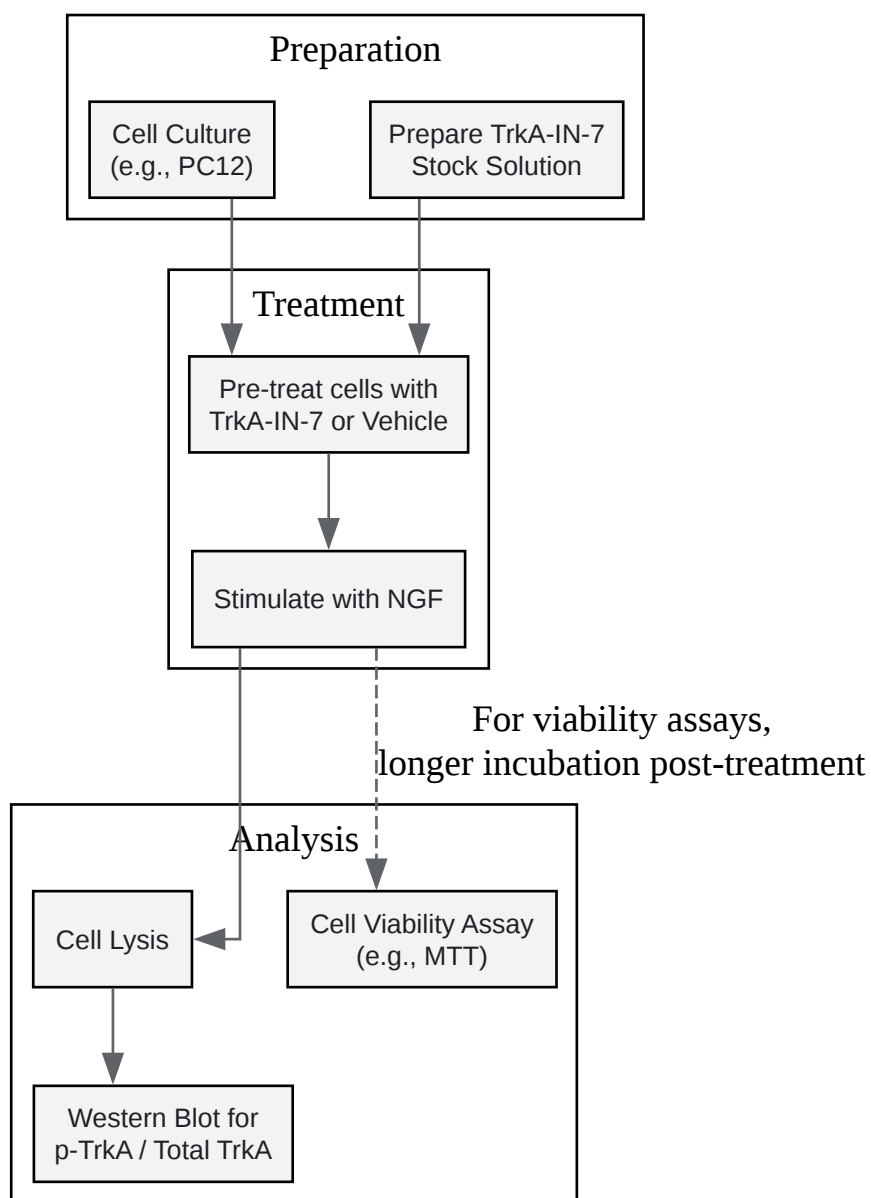 Preparation
Cell Culture
(e.g., PC12)
Prepare TrkA-IN-7
Stock Solution
Treatment
Pre-treat cells with
TrkA-IN-7 or Vehicle
Stimulate with NGF
For viability assays,
longer incubation post-treatment
Analysis
Cell Lysis
Cell Viability Assay
(e.g., MTT)
Western Blot for
p-TrkA / Total TrkA